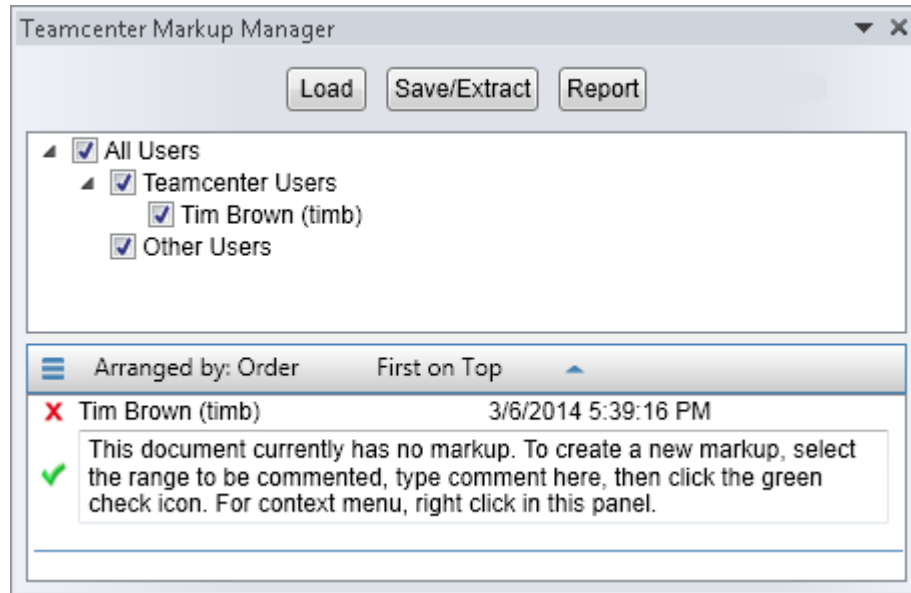 Teamcenter Markup Manager
Load Save/Extract Report
All Users
Teamcenter Users
Tim Brown (timb)
Other Users
Arranged by: Order First on Top
Tim Brown (timb) 3/6/2014 5:39:16 PM
This document currently has no markup. To create a new markup, select
the range to be commented, type comment here, then click the green
check icon. For context menu, right click in this panel.